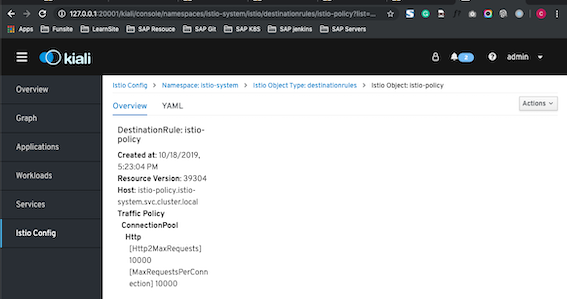 127.0.0.1:20001/kiali/console/namespaces/istio-system/istio/destinationrules/istio-policy?list=...
Apps Funsite LearnSite SAP Resouce SAP Git SAP K8S SAP jenkins SAP Servers
kiali
2
admin
Overview
Graph
Applications
Workloads
Services
Istio Config
Istio Config > Namespace: istio-system > Istio Object Type: destinationrules > Istio Object: istio-policy
Overview YAML
Actions
DestinationRule: istio-
policy
Created at: 10/18/2019,
5:23:04 PM
Resource Version: 39304
Host: istio-policy.istio-
system.svc.cluster.local
Traffic Policy
ConnectionPool
Http
[Http2MaxRequests]
10000
[MaxRequestsPerConn
ection] 10000